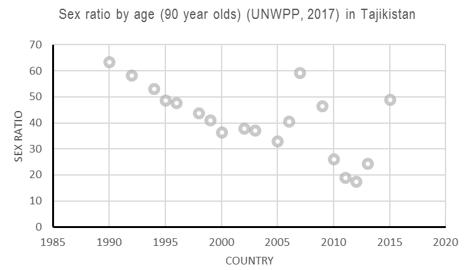 Sex ratio by age (90 year olds) (UNWPP, 2017) in Tajikistan
70
60
50
40
30
20
10
0
SEX RATIO
1985 1990 1995 2000 2005 2010 2015 2020
COUNTRY